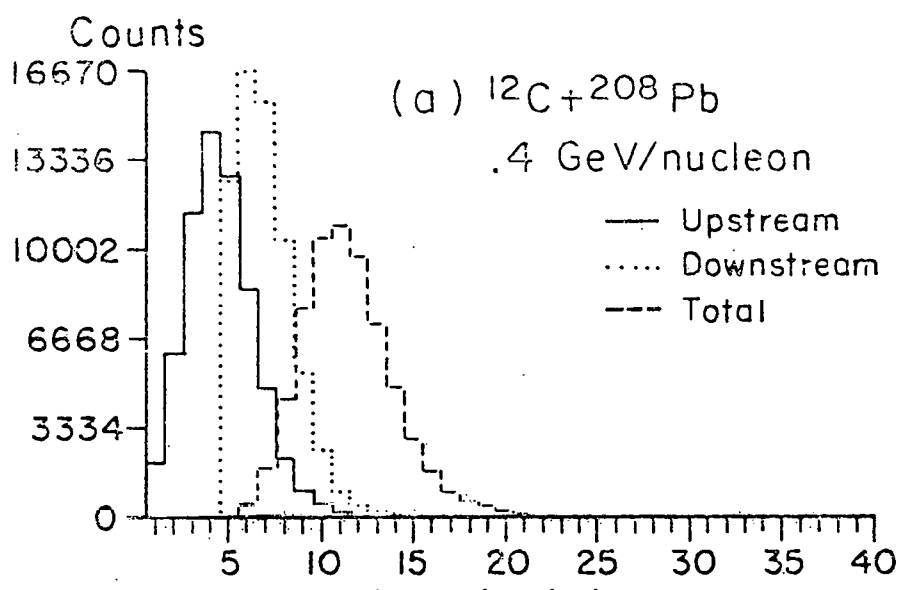 Counts
16670
13336
10002
6668
3334
0
(a) ¹²C+²⁰⁸Pb
.4 GeV/nucleon
Upstream
Downstream
Total
5 10 15 20 25 30 35 40